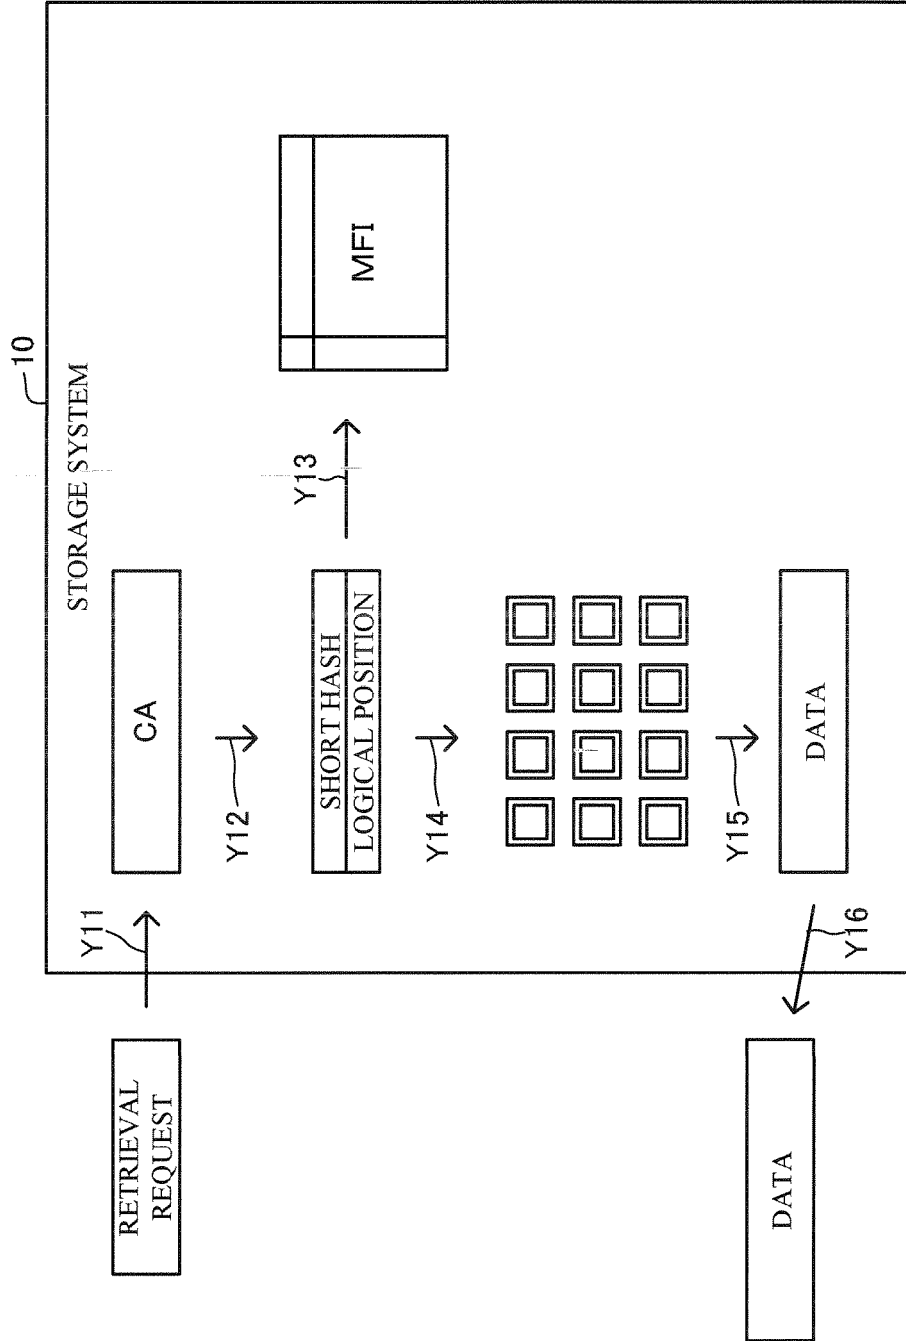 10
STORAGE SYSTEM
Y11
RETRIEVAL
REQUEST
CA
Y12
Y13
SHORT HASH
LOGICAL POSITION
MFI
Y14
Y15
DATA
DATA
Y16